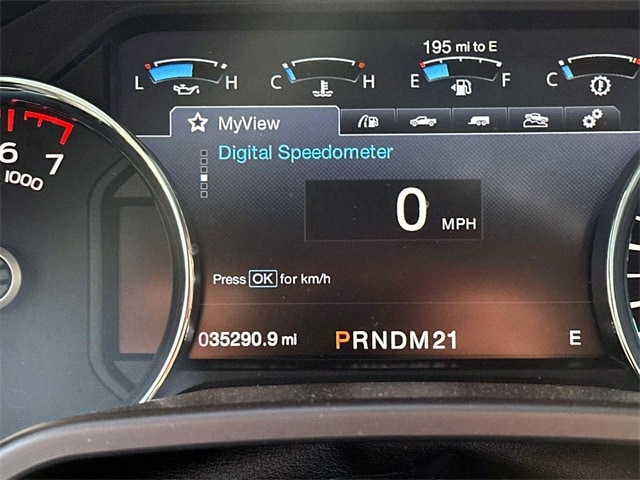 195 mi to E
L H C H E F C
MyView
Digital Speedometer
6 7
1000
0 MPH
Press OK for km/h
035290.9 mi PRNDM21 E